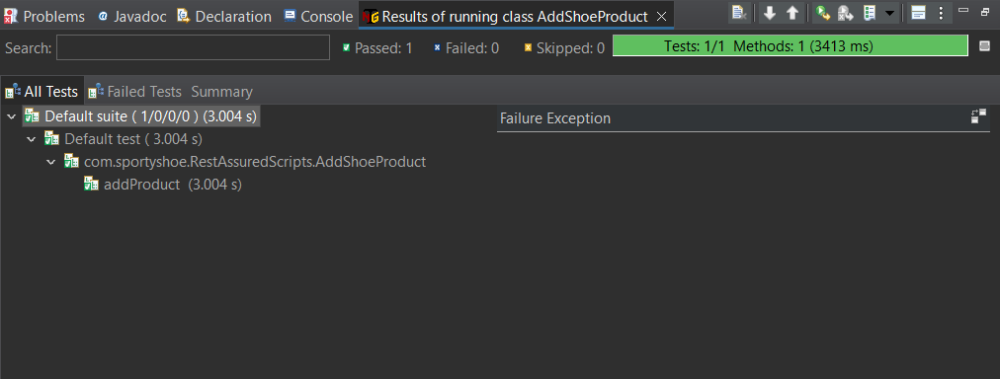 Problems @ Javadoc Declaration Console Results of running class AddShoeProduct
Search: Passed: 1 Failed: 0 Skipped: 0 Tests: 1/1 Methods: 1 (3413 ms)
All Tests Failed Tests Summary
Default suite ( 1/0/0/0 ) (3.004 s) Failure Exception
Default test ( 3.004 s)
com.sportyshoe.RestAssuredScripts.AddShoeProduct
addProduct (3.004 s)